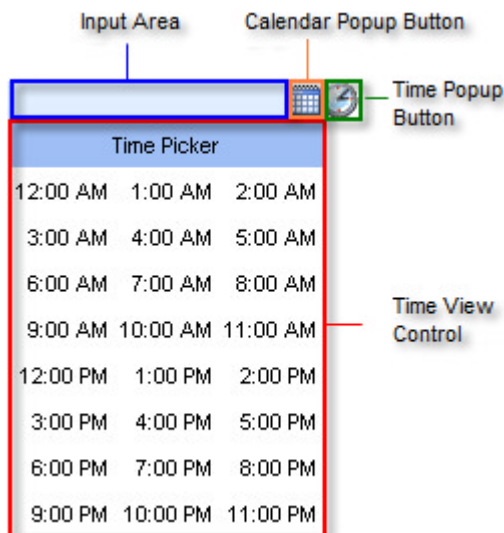 Input Area
Calendar Popup Button
Time Popup
Button
Time Picker
12:00 AM 1:00 AM 2:00 AM
3:00 AM 4:00 AM 5:00 AM
6:00 AM 7:00 AM 8:00 AM
9:00 AM 10:00 AM 11:00 AM
Time View
Control
12:00 PM 1:00 PM 2:00 PM
3:00 PM 4:00 PM 5:00 PM
6:00 PM 7:00 PM 8:00 PM
9:00 PM 10:00 PM 11:00 PM